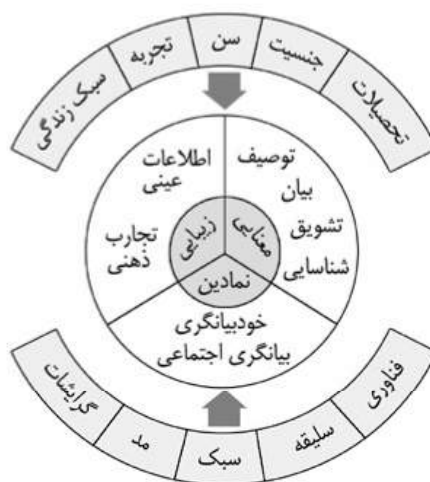 تحصیلات
جنسیت
سن
تجربه
سبک زندگی
توصیف
بیان
تشویق
شناسایی
اطلاعات
عینی
تجارب
ذهنی
معنایی
زیبایی
نمادین
خودبیانگری
بیانگری اجتماعی
فناوری
سلیقه
سبک
مد
گرایشات